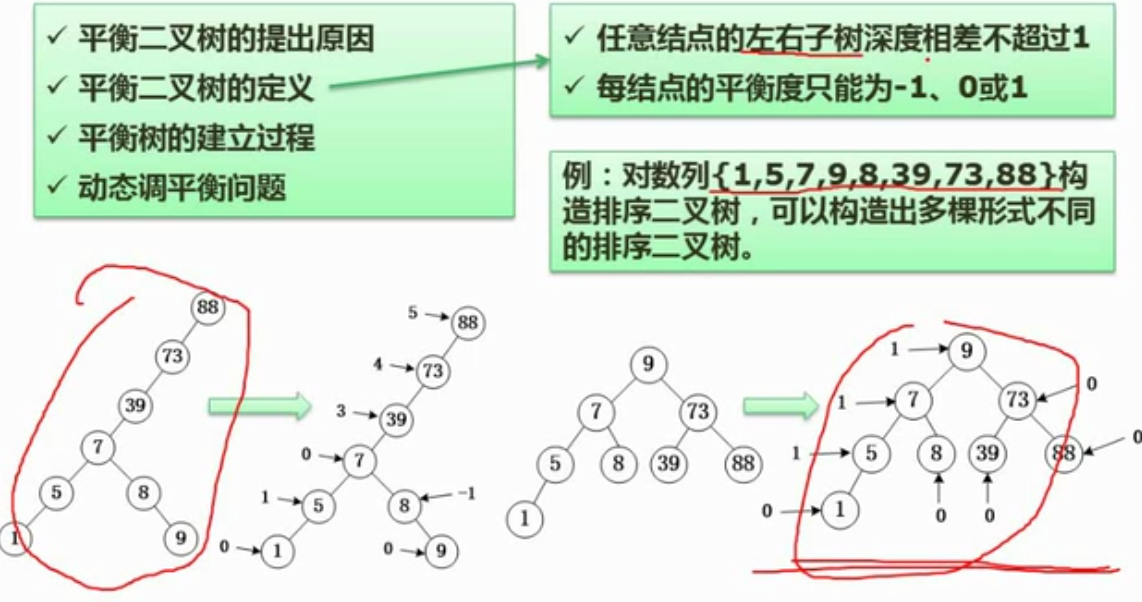 ✓ 平衡二叉树的提出原因
✓ 平衡二叉树的定义
✓ 平衡树的建立过程
✓ 动态调平衡问题
✓ 任意结点的左右子树深度相差不超过1
✓ 每结点的平衡度只能为-1、0或1
例：对数列{1,5,7,9,8,39,73,88}构
造排序二叉树，可以构造出多棵形式不同
的排序二叉树。
88
73
39
7
5 8
1 9
5 88
4 73
3 39
0 7
1 5 8 -1
0 1 0 9
9
7 73
5 8 39 88
1
1 9
1 7 73 0
1 5 8 39 88 0
0 1 0 0